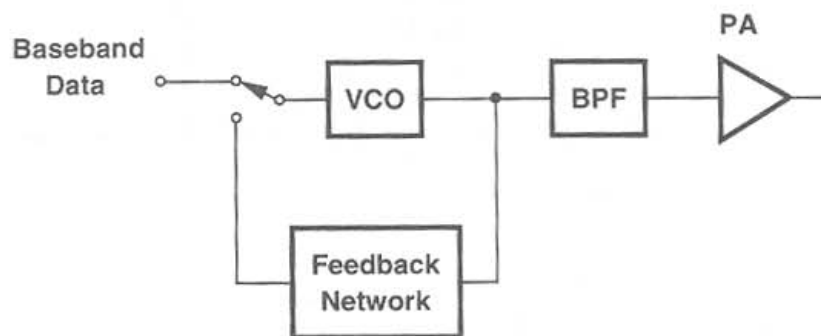 PA
Baseband
Data
VCO
BPF
Feedback
Network